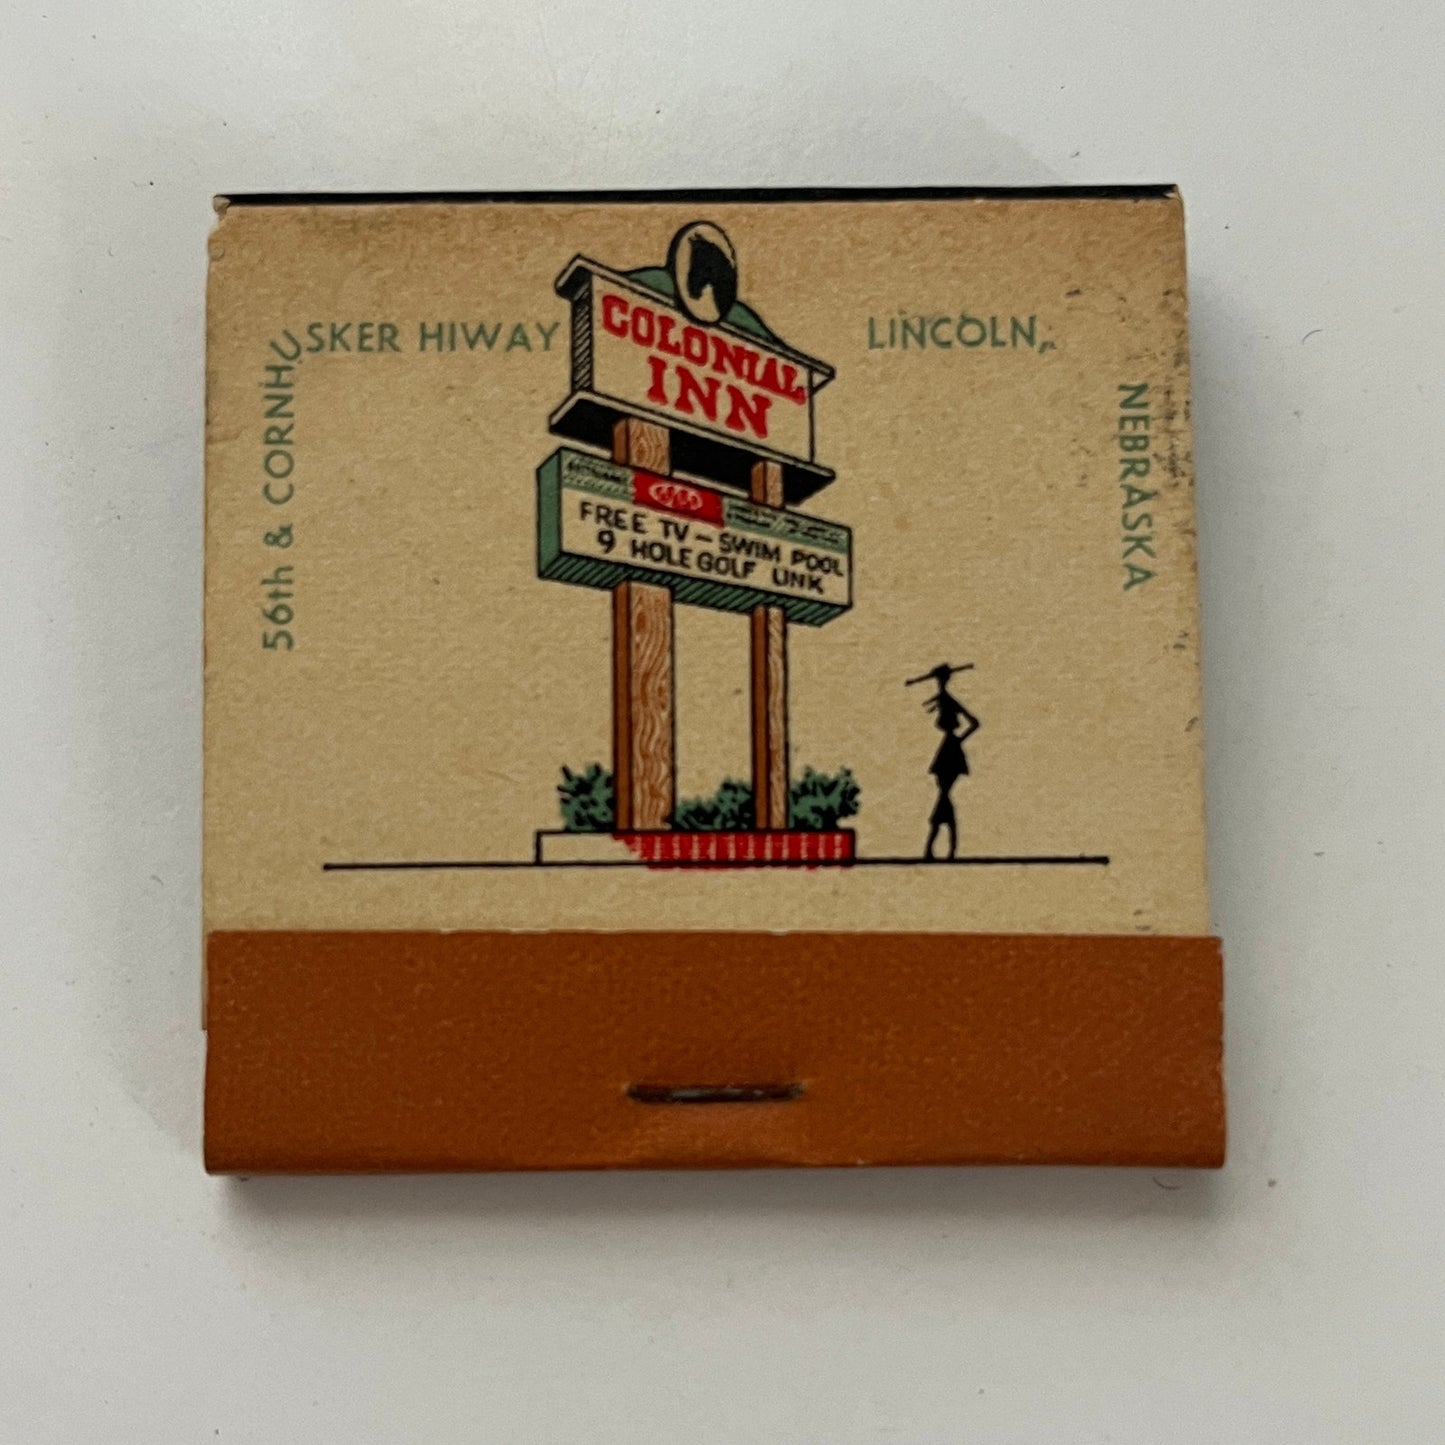 56th & CORNHUSKER HIWAY
LINCOLN,
NEBRASKA
COLONIAL
INN
FREE TV - SWIM POOL
9 HOLE GOLF LINK